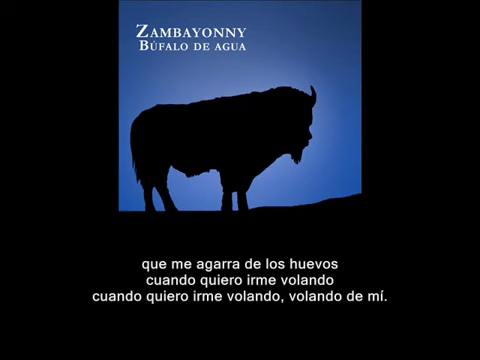 ZAMBAYONNY
BÚFALO DE AGUA
que me agarra de los huevos
cuando quiero irme volando
cuando quiero irme volando, volando de mí.